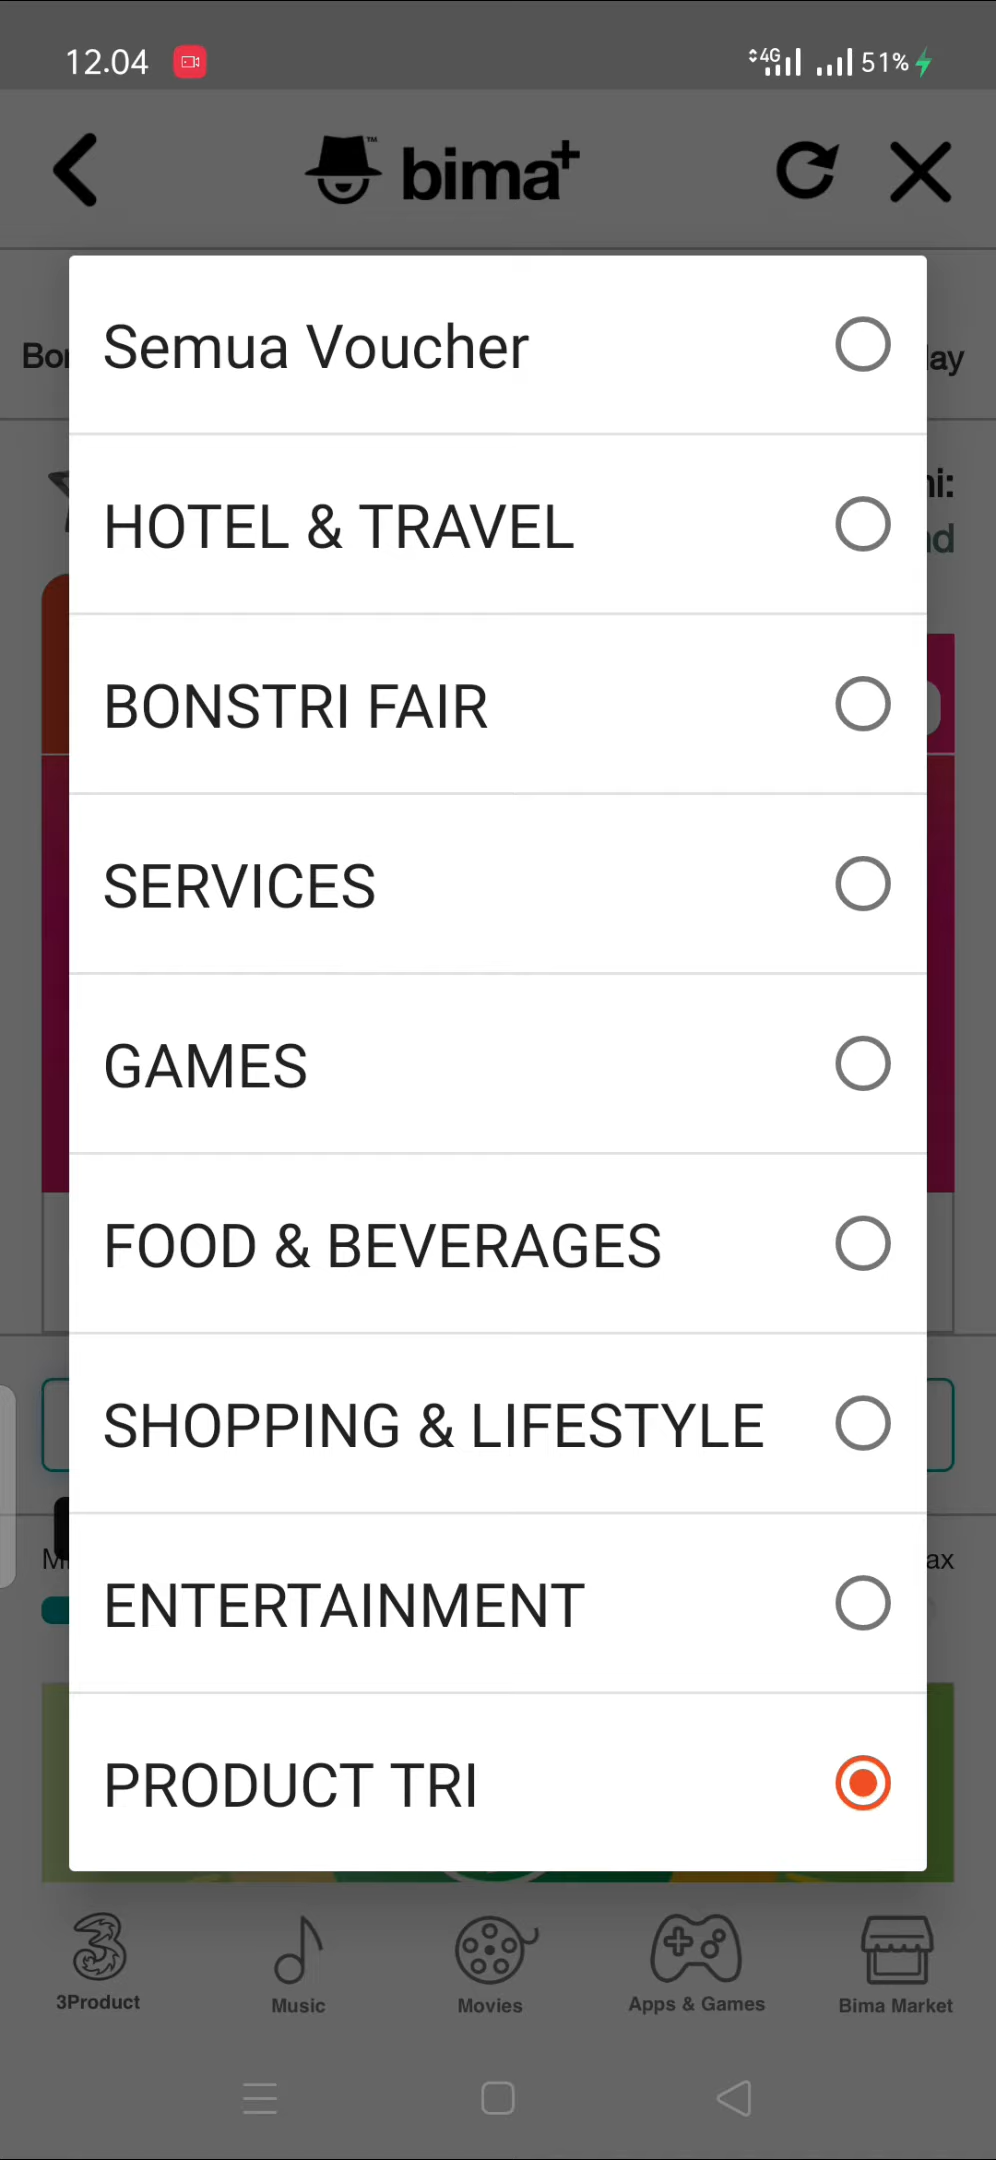 12.04
4G 51%
bima+
Semua Voucher
HOTEL & TRAVEL
BONSTRI FAIR
SERVICES
GAMES
FOOD & BEVERAGES
SHOPPING & LIFESTYLE
ENTERTAINMENT
PRODUCT TRI
3Product Music Movies Apps & Games Bima Market